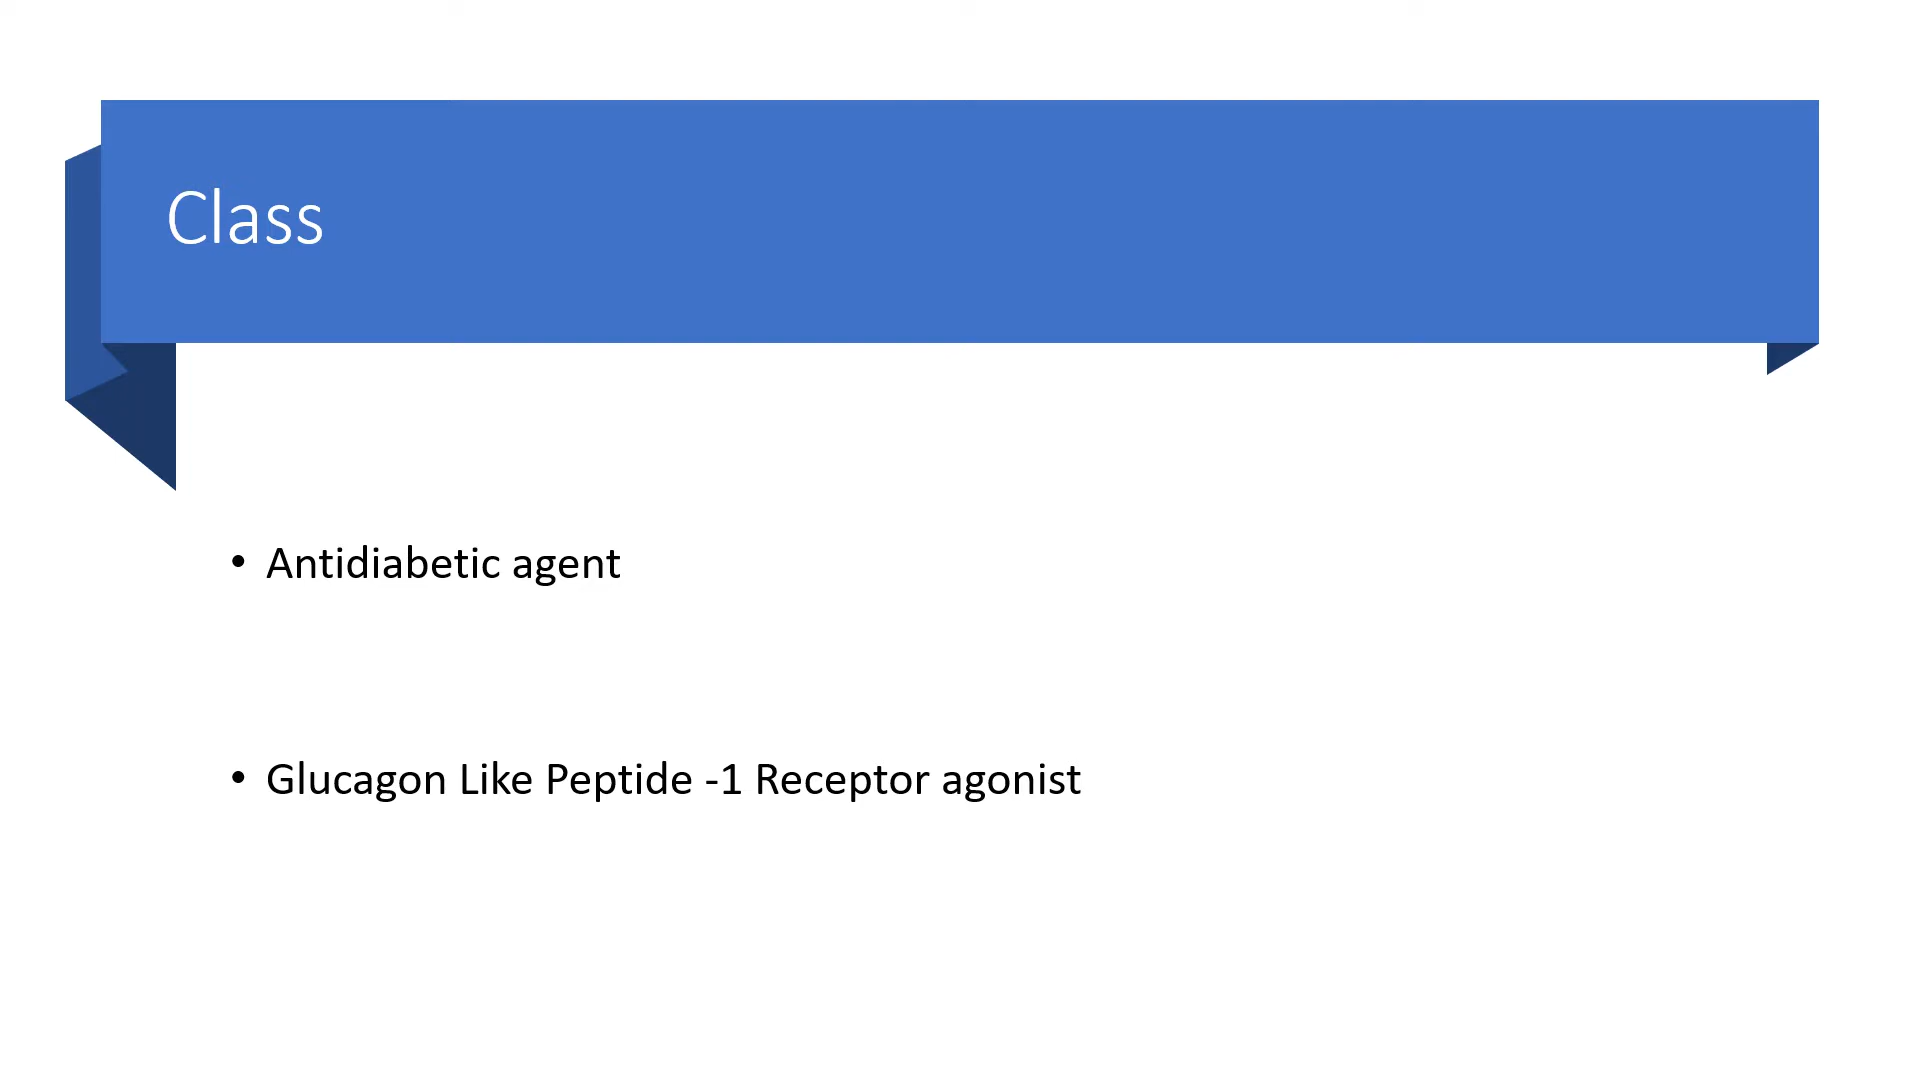 Class
• Antidiabetic agent
• Glucagon Like Peptide -1 Receptor agonist